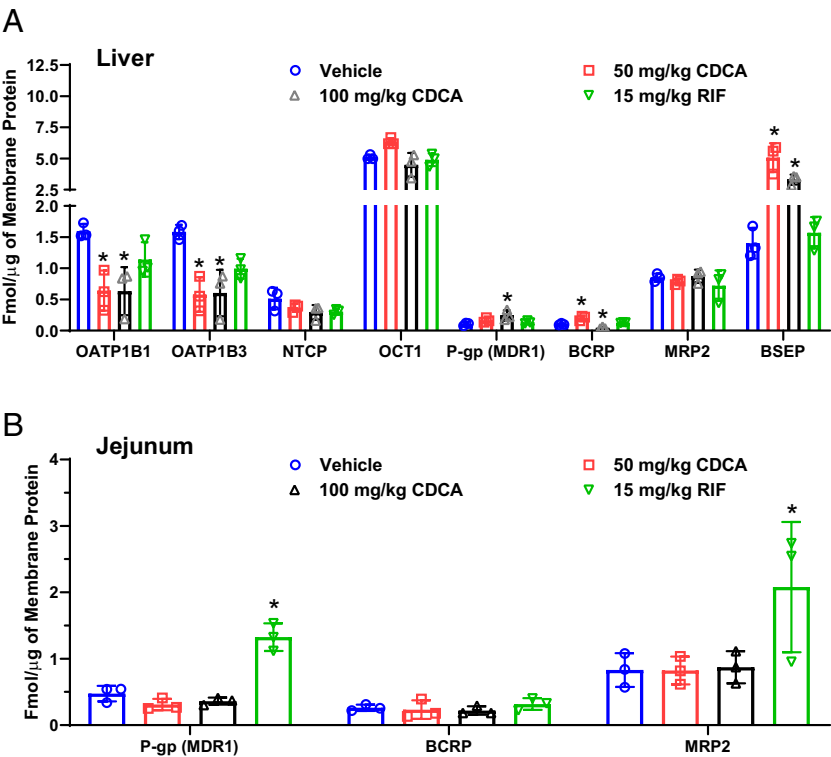 A
Liver
Vehicle
50 mg/kg CDCA
100 mg/kg CDCA
15 mg/kg RIF
Fmol/μg of Membrane Protein
12.5
10.0
7.5
5.0
2.5
2.0
1.5
1.0
0.5
0.0
* * * * * * * * *
OATP1B1 OATP1B3 NTCP OCT1 P-gp (MDR1) BCRP MRP2 BSEP
B
Jejunum
Vehicle
50 mg/kg CDCA
100 mg/kg CDCA
15 mg/kg RIF
Fmol/μg of Membrane Protein
4
3
2
1
0
* *
P-gp (MDR1) BCRP MRP2